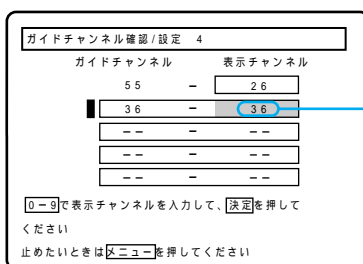 ガイドチャンネル確認/設定 4
ガイドチャンネル 表示チャンネル
55 – 26
36 – 36
–– – ––
–– – ––
–– – ––
0–9で表示チャンネルを入力して、決定を押して
ください
止めたいときはメニューを押してください